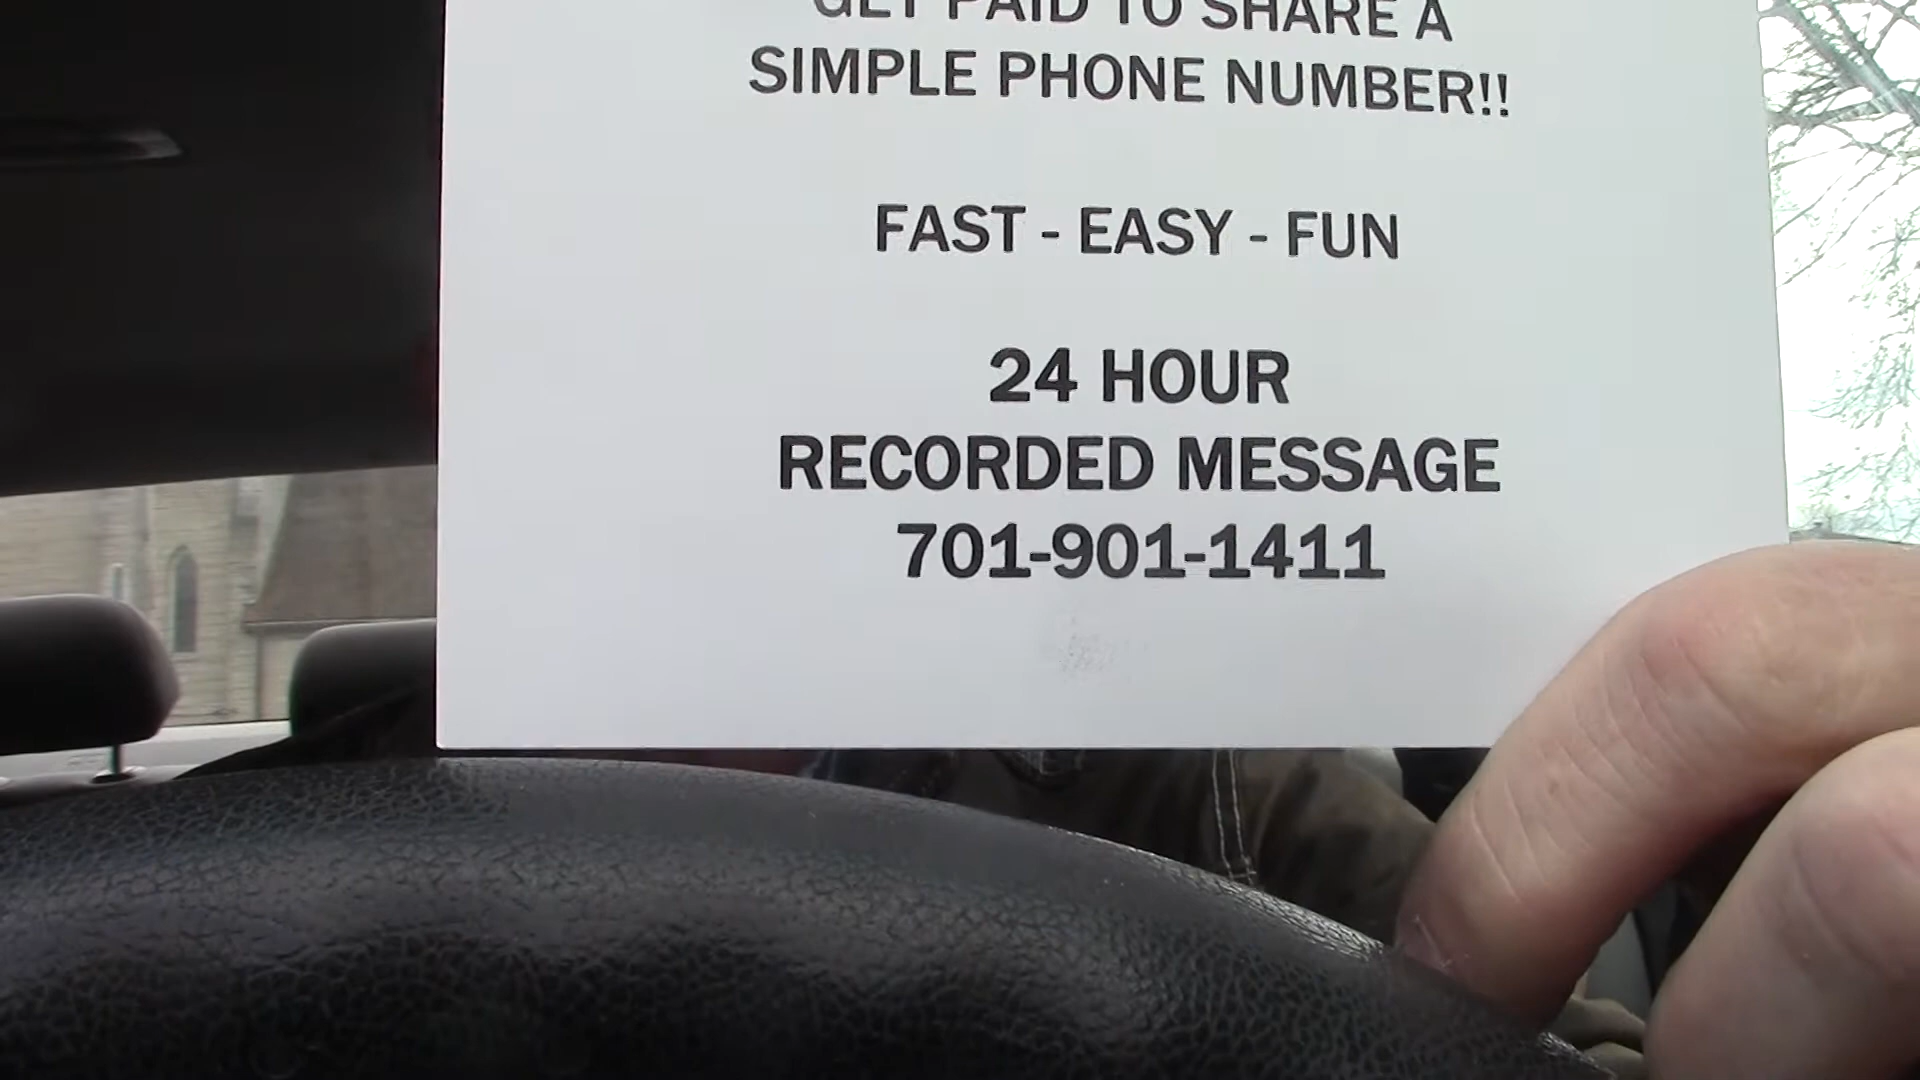 GET PAID TO SHARE A
SIMPLE PHONE NUMBER!!
FAST - EASY - FUN
24 HOUR
RECORDED MESSAGE
701-901-1411